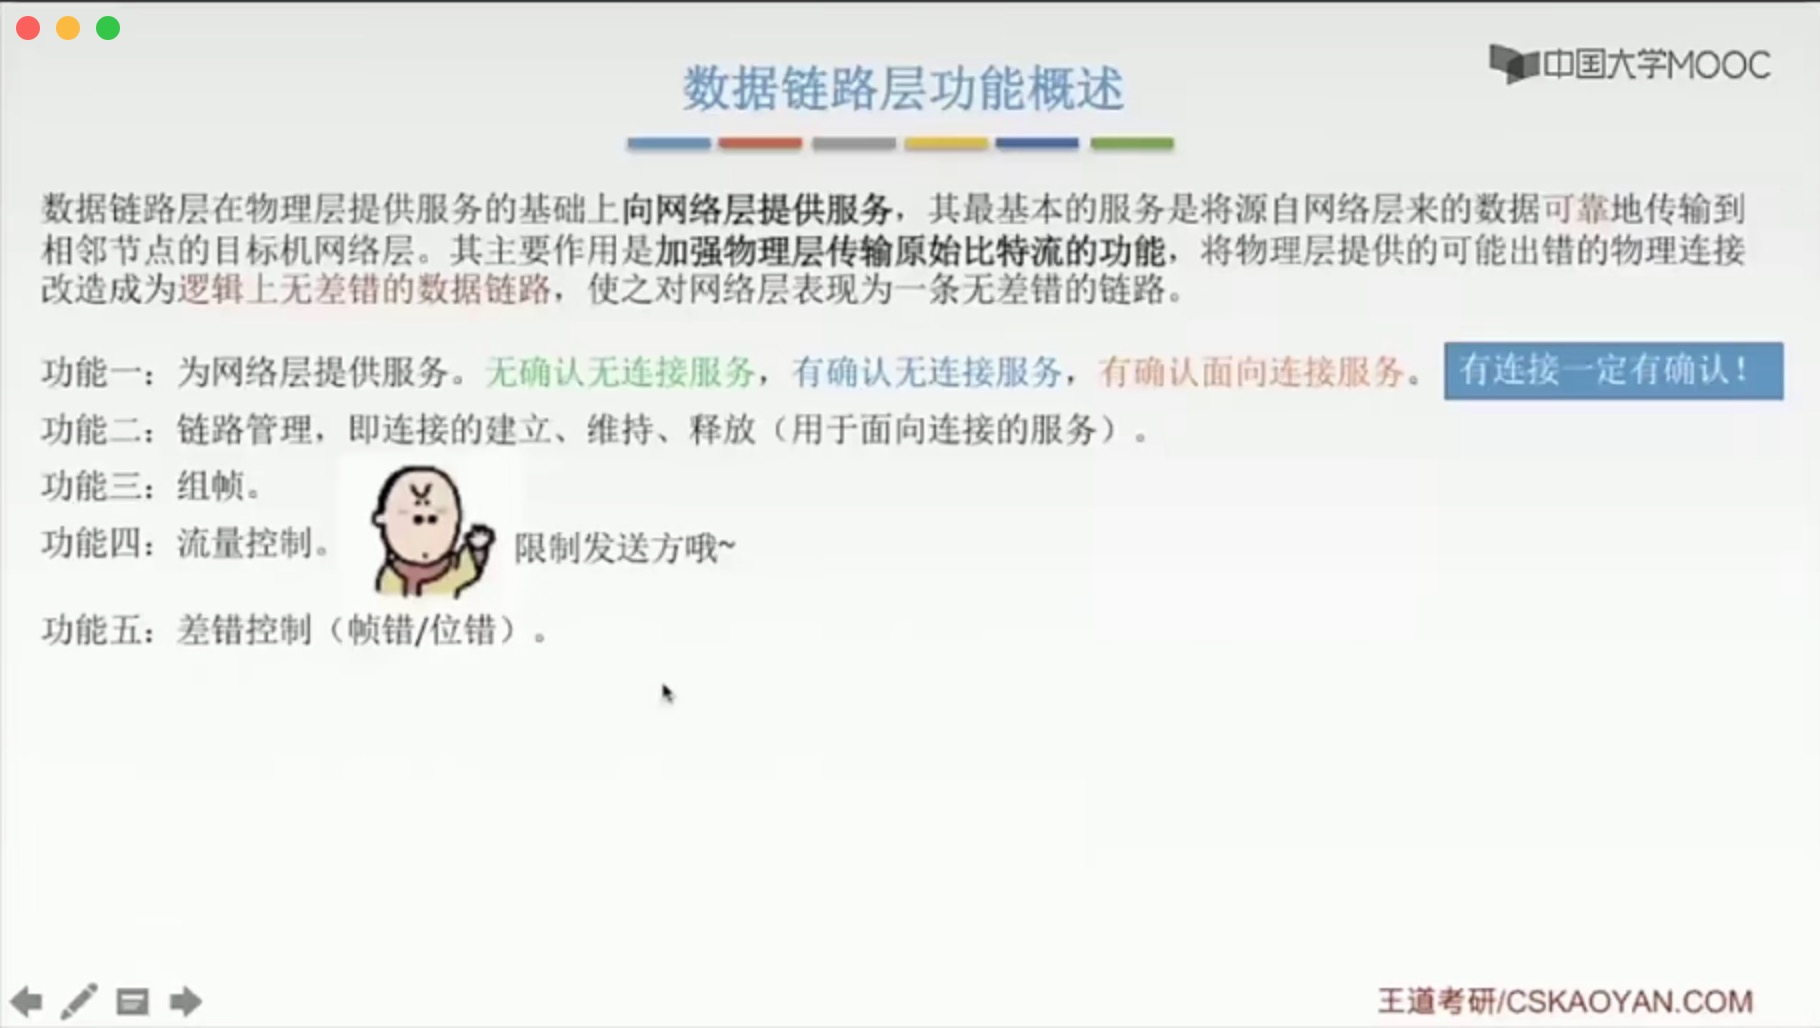 中国大学MOOC
数据链路层功能概述
数据链路层在物理层提供服务的基础上向网络层提供服务，其最基本的服务是将源自网络层来的数据可靠地传输到
相邻节点的目标机网络层。其主要作用是加强物理层传输原始比特流的功能，将物理层提供的可能出错的物理连接
改造成为逻辑上无差错的数据链路，使之对网络层表现为一条无差错的链路。
功能一：为网络层提供服务。无确认无连接服务，有确认无连接服务，有确认面向连接服务。 有连接一定有确认！
功能二：链路管理，即连接的建立、维持、释放（用于面向连接的服务）。
功能三：组帧。
功能四：流量控制。 限制发送方哦~
功能五：差错控制（帧错/位错）。
王道考研/CSKAOYAN.COM